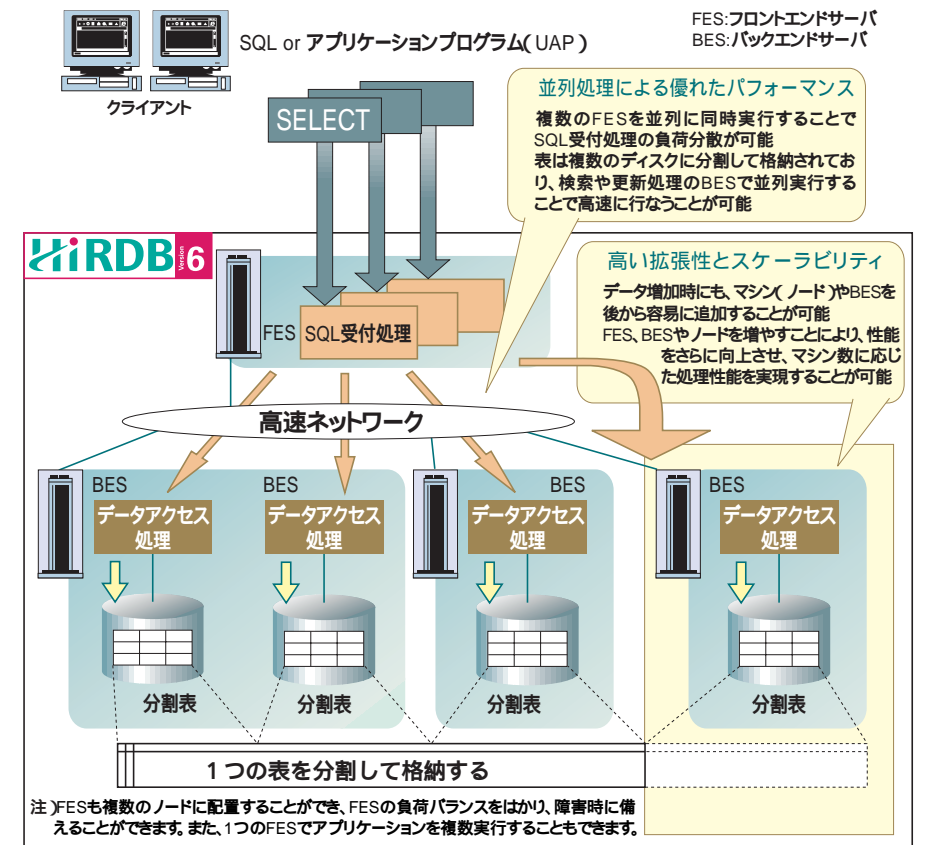 FES:フロントエンドサーバ
BES:バックエンドサーバ
SQL or アプリケーションプログラム(UAP)
クライアント
SELECT
並列処理による優れたパフォーマンス
複数のFESを並列に同時実行することで
SQL受付処理の負荷分散が可能
表は複数のディスクに分割して格納されてお
り、検索や更新処理のBESで並列実行する
ことで高速に行なうことが可能
HiRDB Version 6
高い拡張性とスケーラビリティ
データ増加時にも、マシン(ノード)やBESを
後から容易に追加することが可能
FES、BESやノードを増やすことにより、性能
をさらに向上させ、マシン数に応じ
た処理性能を実現することが可能
FES SQL受付処理
高速ネットワーク
BES
データアクセス
処理
分割表
BES
データアクセス
処理
分割表
BES
データアクセス
処理
分割表
BES
データアクセス
処理
分割表
1つの表を分割して格納する
注)FESも複数のノードに配置することができ、FESの負荷バランスをはかり、障害時に備
えることができます。また、1つのFESでアプリケーションを複数実行することもできます。